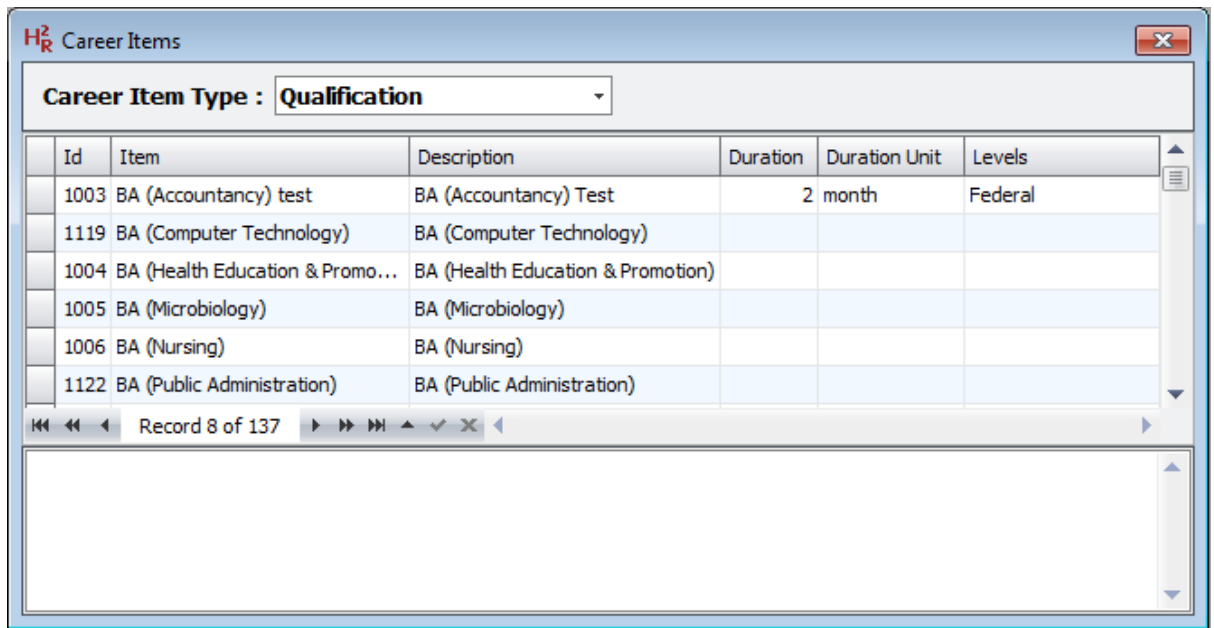 H2R Career Items
Career Item Type : Qualification
Id Item Description Duration Duration Unit Levels
1003 BA (Accountancy) test BA (Accountancy) Test 2 month Federal
1119 BA (Computer Technology) BA (Computer Technology)
1004 BA (Health Education & Promo... BA (Health Education & Promotion)
1005 BA (Microbiology) BA (Microbiology)
1006 BA (Nursing) BA (Nursing)
1122 BA (Public Administration) BA (Public Administration)
Record 8 of 137